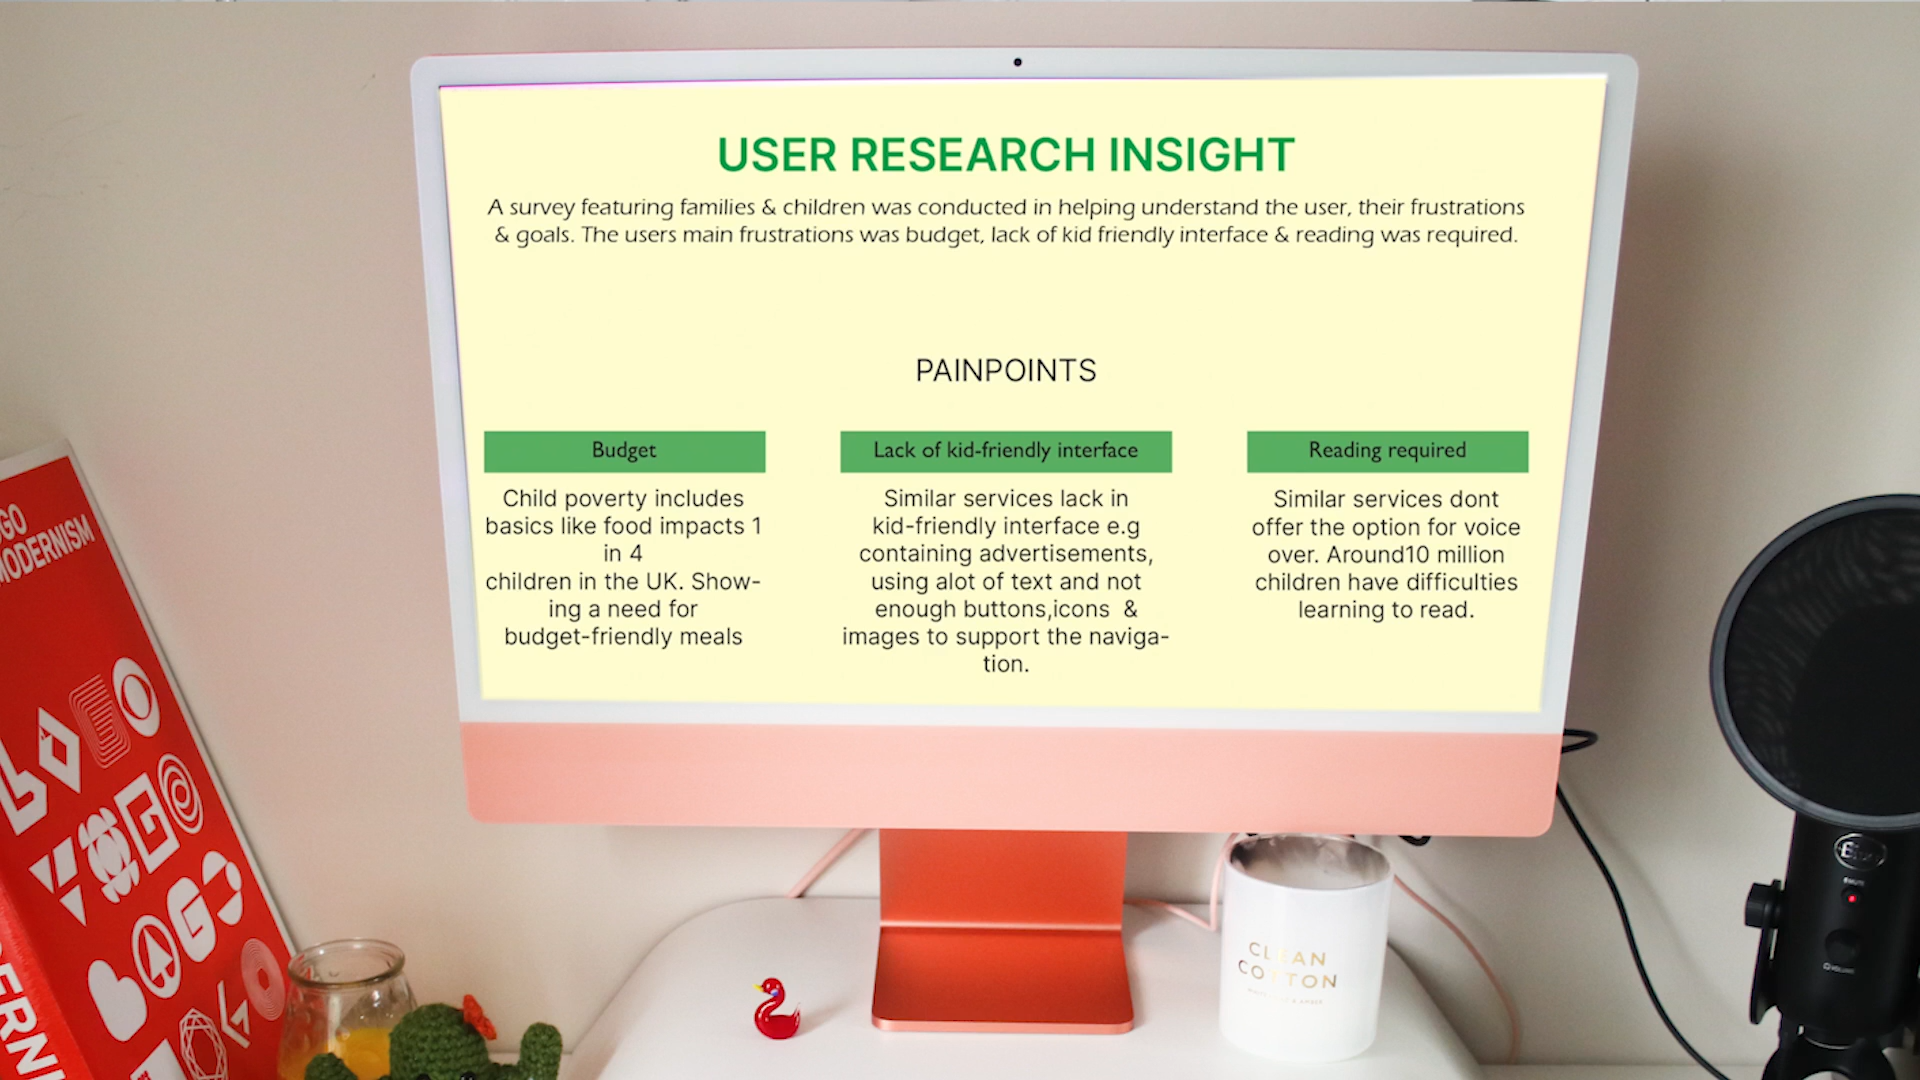 USER RESEARCH INSIGHT
A survey featuring families & children was conducted in helping understand the user, their frustrations
& goals. The users main frustrations was budget, lack of kid friendly interface & reading was required.
PAINPOINTS
Budget
Child poverty includes
basics like food impacts 1
in 4
children in the UK. Show-
ing a need for
budget-friendly meals
Lack of kid-friendly interface
Similar services lack in
kid-friendly interface e.g
containing advertisements,
using alot of text and not
enough buttons,icons &
images to support the naviga-
tion.
Reading required
Similar services dont
offer the option for voice
over. Around10 million
children have difficulties
learning to read.
GO
MODERNISM
ERNI
CLEAN
COTTON
Blue
MUTE
VOLUME